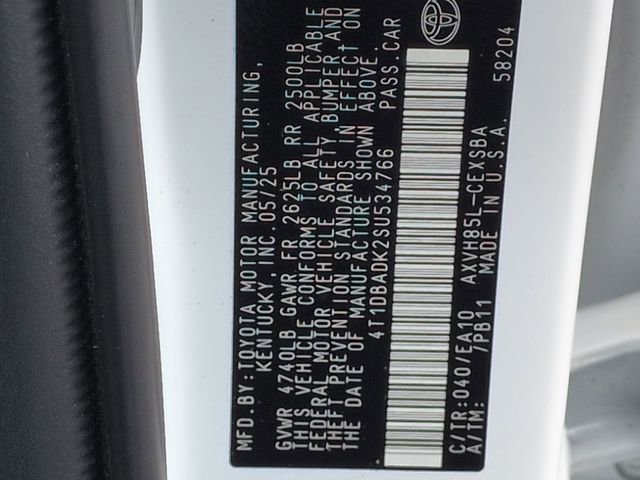 MFD. BY: TOYOTA MOTOR MANUFACTURING,
KENTUCKY, INC. 05/25
GVWR 4740LB GAWR FR 2625LB RR 2500LB
THIS VEHICLE CONFORMS TO ALL APPLICABLE
FEDERAL MOTOR VEHICLE SAFETY, BUMPER, AND
THEFT PREVENTION STANDARDS IN EFFECT ON
THE DATE OF MANUFACTURE SHOWN ABOVE.
4T1DBADK2SU534766 PASS. CAR
C/TR: 040/EA10 AXVH85L-CEXSBA
A/TM: /PB11 MADE IN U.S.A.
58204